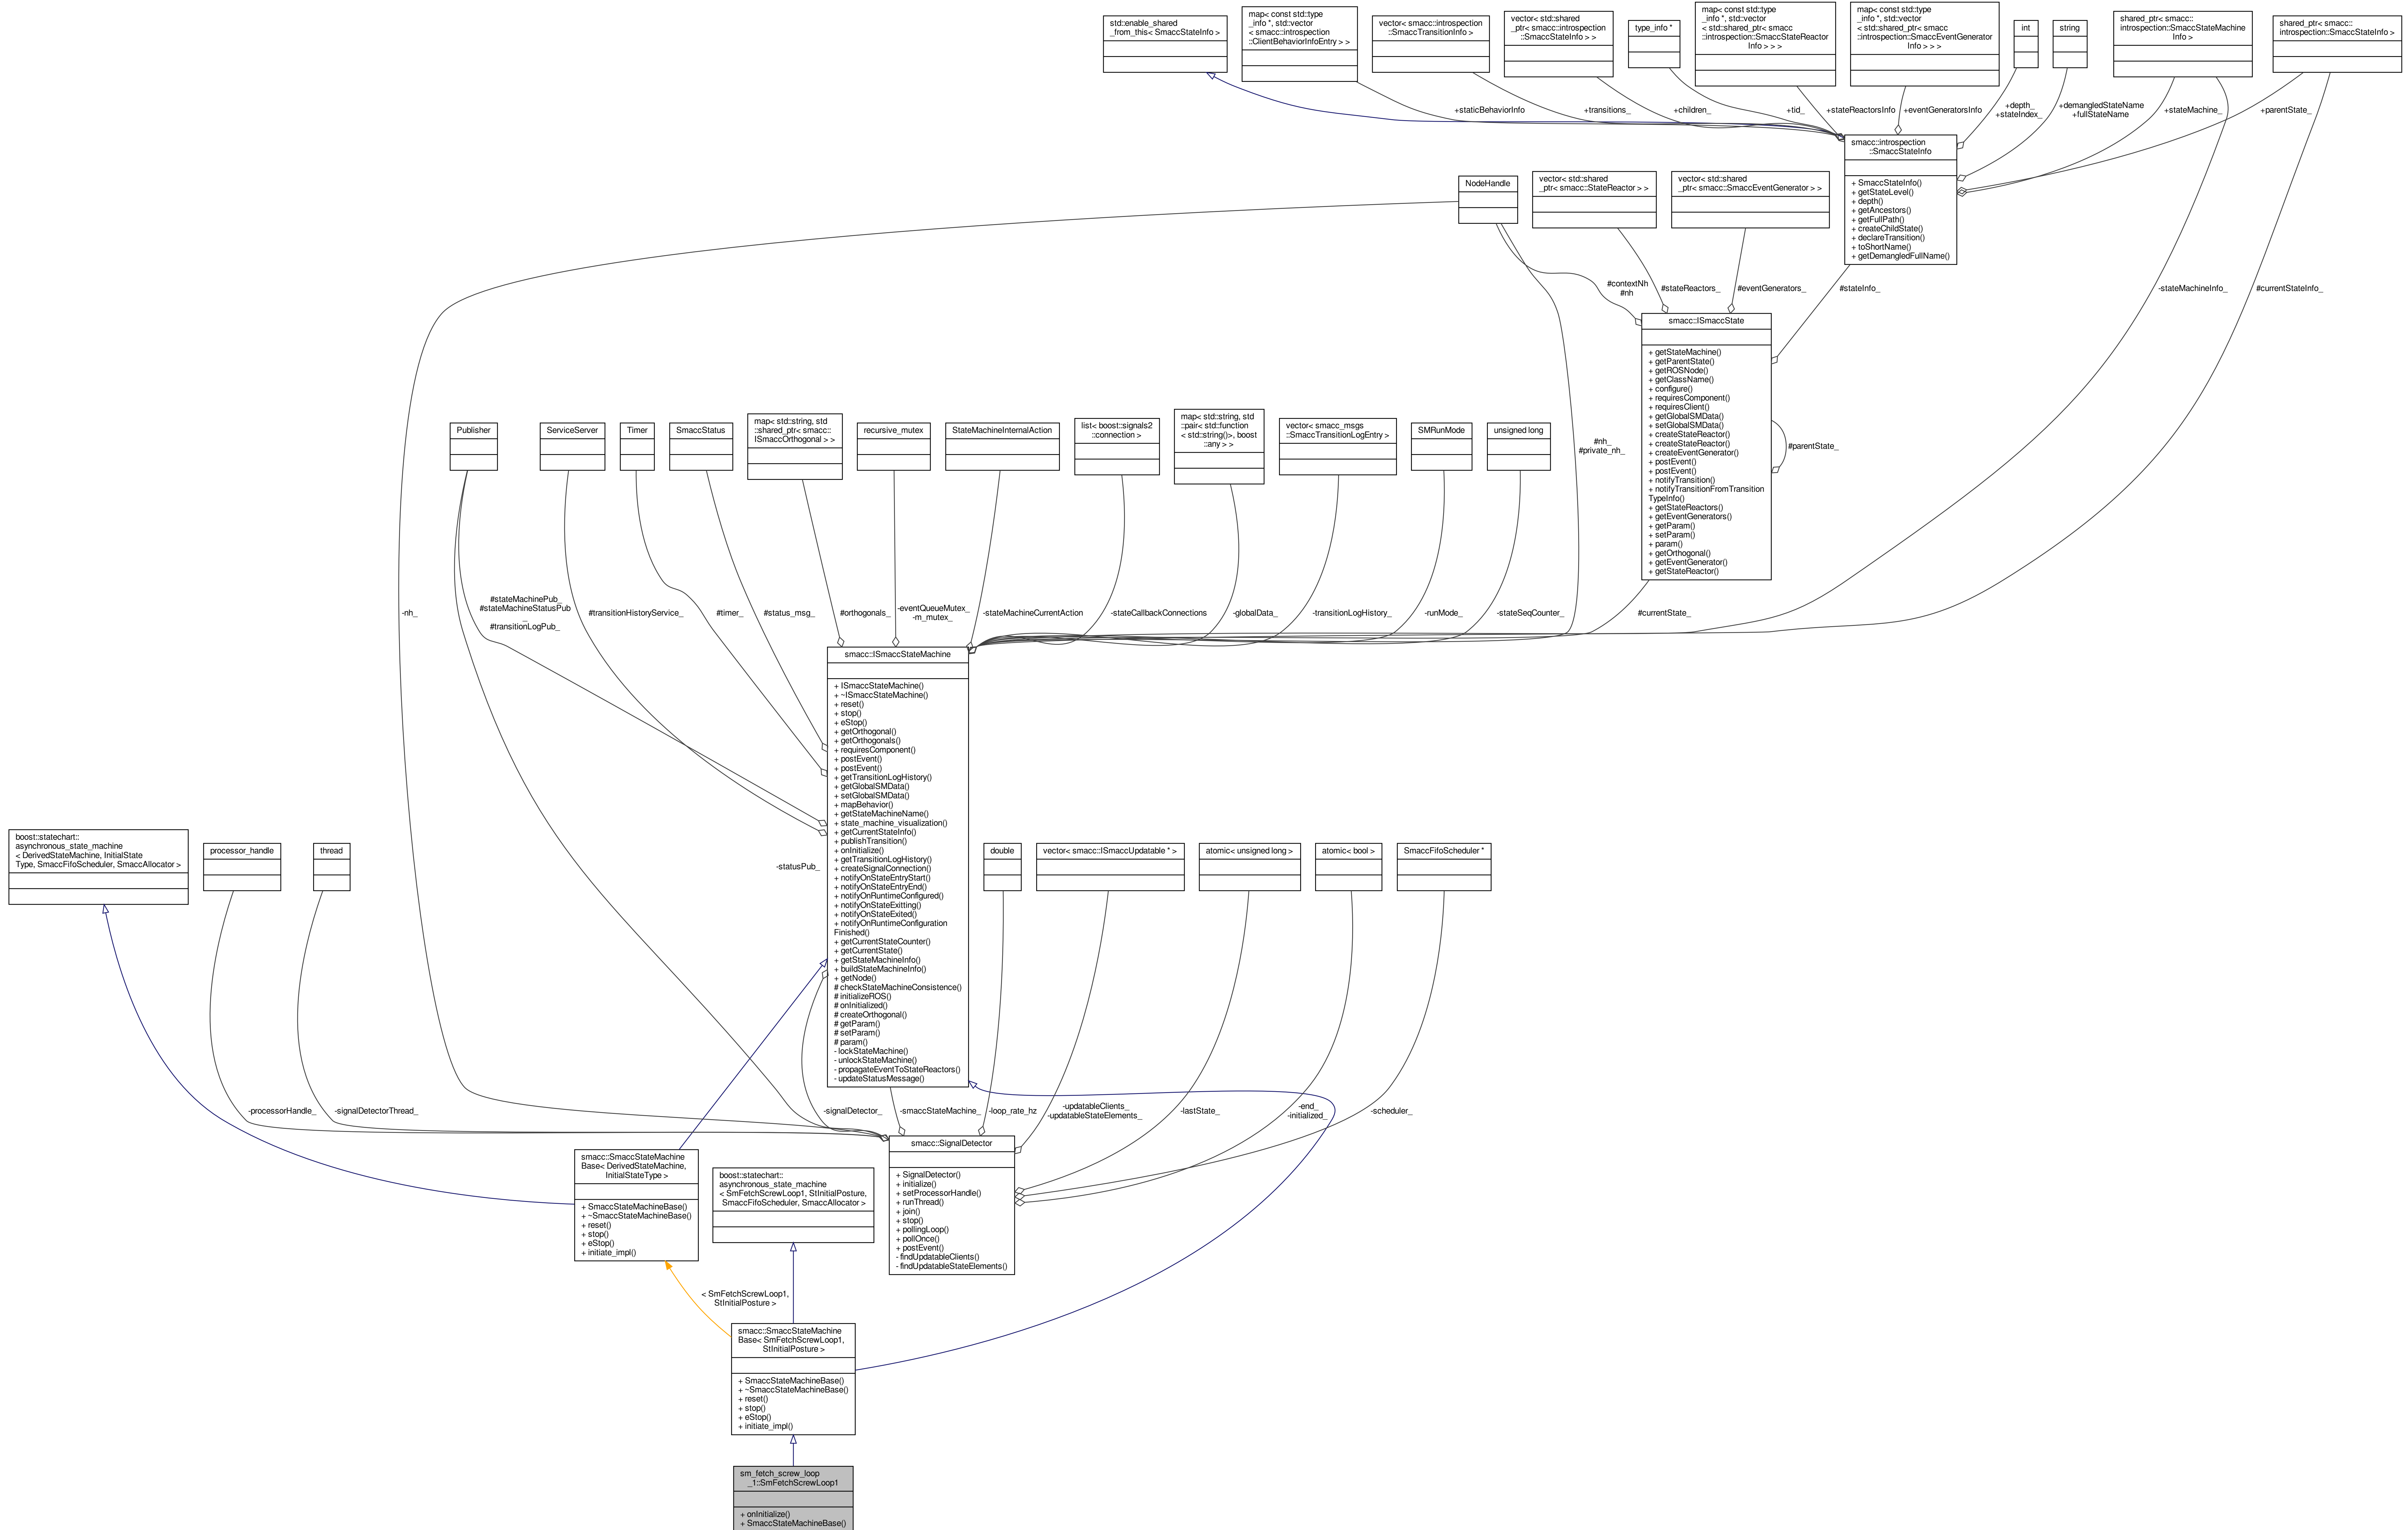 std::enable_shared
_from_this< SmaccStateInfo >
map< const std::type
_info *, std::vector
< smacc::introspection
::ClientBehaviorInfoEntry > >
vector< smacc::introspection
::SmaccTransitionInfo >
vector< std::shared
_ptr< smacc::introspection
::SmaccStateInfo > >
type_info *
map< const std::type
_info *, std::vector
< std::shared_ptr< smacc
::introspection::SmaccStateReactor
Info > > >
map< const std::type
_info *, std::vector
< std::shared_ptr< smacc
::introspection::SmaccEventGenerator
Info > > >
int
string
shared_ptr< smacc::
introspection::SmaccStateMachine
Info >
shared_ptr< smacc::
introspection::SmaccStateInfo >
+staticBehaviorInfo
+transitions_
+children_
+tid_
+stateReactorsInfo
+eventGeneratorsInfo
+depth_
+stateIndex_
+demangledStateName
+fullStateName
+stateMachine_
+parentState_
smacc::introspection
::SmaccStateInfo
+ SmaccStateInfo()
+ getStateLevel()
+ depth()
+ getAncestors()
+ getFullPath()
+ createChildState()
+ declareTransition()
+ toShortName()
+ getDemangledFullName()
NodeHandle
vector< std::shared
_ptr< smacc::StateReactor > >
vector< std::shared
_ptr< smacc::SmaccEventGenerator > >
#contextNh
#nh
#stateReactors_
#eventGenerators_
#stateInfo_
-stateMachineInfo_
#currentStateInfo_
smacc::ISmaccState
+ getStateMachine()
+ getParentState()
+ getROSNode()
+ getClassName()
+ configure()
+ requiresComponent()
+ requiresClient()
+ getGlobalSMData()
+ setGlobalSMData()
+ createStateReactor()
+ createStateReactor()
+ createEventGenerator()
+ postEvent()
+ postEvent()
+ notifyTransition()
+ notifyTransitionFromTransition
TypeInfo()
+ getStateReactors()
+ getEventGenerators()
+ getParam()
+ setParam()
+ param()
+ getOrthogonal()
+ getEventGenerator()
+ getStateReactor()
#parentState_
Publisher
ServiceServer
Timer
SmaccStatus
map< std::string, std
::shared_ptr< smacc::
ISmaccOrthogonal > >
recursive_mutex
StateMachineInternalAction
list< boost::signals2
::connection >
map< std::string, std
::pair< std::function
< std::string()>, boost
::any > >
vector< smacc_msgs
::SmaccTransitionLogEntry >
SMRunMode
unsigned long
#nh_
#private_nh_
-nh_
#stateMachinePub_
#stateMachineStatusPub
_
#transitionLogPub_
#transitionHistoryService_
#timer_
#status_msg_
#orthogonals_
-eventQueueMutex_
-m_mutex_
-stateMachineCurrentAction
-stateCallbackConnections
-globalData_
-transitionLogHistory_
-runMode_
-stateSeqCounter_
#currentState_
smacc::ISmaccStateMachine
+ ISmaccStateMachine()
+ ~ISmaccStateMachine()
+ reset()
+ stop()
+ eStop()
+ getOrthogonal()
+ getOrthogonals()
+ requiresComponent()
+ postEvent()
+ postEvent()
+ getTransitionLogHistory()
+ getGlobalSMData()
+ setGlobalSMData()
+ mapBehavior()
+ getStateMachineName()
+ state_machine_visualization()
+ getCurrentStateInfo()
+ publishTransition()
+ onInitialize()
+ getTransitionLogHistory()
+ createSignalConnection()
+ notifyOnStateEntryStart()
+ notifyOnStateEntryEnd()
+ notifyOnRuntimeConfigured()
+ notifyOnStateExitting()
+ notifyOnStateExited()
+ notifyOnRuntimeConfiguration
Finished()
+ getCurrentStateCounter()
+ getCurrentState()
+ getStateMachineInfo()
+ buildStateMachineInfo()
+ getNode()
# checkStateMachineConsistence()
# initializeROS()
# onInitialized()
# createOrthogonal()
# getParam()
# setParam()
# param()
- lockStateMachine()
- unlockStateMachine()
- propagateEventToStateReactors()
- updateStatusMessage()
boost::statechart::
asynchronous_state_machine
< DerivedStateMachine, InitialState
Type, SmaccFifoScheduler, SmaccAllocator >
processor_handle
thread
-statusPub_
double
vector< smacc::ISmaccUpdatable * >
atomic< unsigned long >
atomic< bool >
SmaccFifoScheduler *
-processorHandle_
-signalDetectorThread_
-signalDetector_
-smaccStateMachine_
-loop_rate_hz
-updatableClients_
-updatableStateElements_
-lastState_
-end_
-initialized_
-scheduler_
smacc::SmaccStateMachine
Base< DerivedStateMachine,
InitialStateType >
+ SmaccStateMachineBase()
+ ~SmaccStateMachineBase()
+ reset()
+ stop()
+ eStop()
+ initiate_impl()
boost::statechart::
asynchronous_state_machine
< SmFetchScrewLoop1, StInitialPosture,
SmaccFifoScheduler, SmaccAllocator >
smacc::SignalDetector
+ SignalDetector()
+ initialize()
+ setProcessorHandle()
+ runThread()
+ join()
+ stop()
+ pollingLoop()
+ pollOnce()
+ postEvent()
- findUpdatableClients()
- findUpdatableStateElements()
< SmFetchScrewLoop1,
StInitialPosture >
smacc::SmaccStateMachine
Base< SmFetchScrewLoop1,
StInitialPosture >
+ SmaccStateMachineBase()
+ ~SmaccStateMachineBase()
+ reset()
+ stop()
+ eStop()
+ initiate_impl()
sm_fetch_screw_loop
_1::SmFetchScrewLoop1
+ onInitialize()
+ SmaccStateMachineBase()